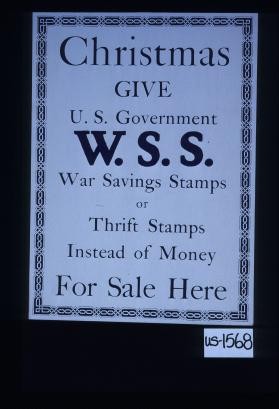 Christmas
GIVE
U. S. Government
W. S. S.
War Savings Stamps
or
Thrift Stamps
Instead of Money
For Sale Here
us-1568